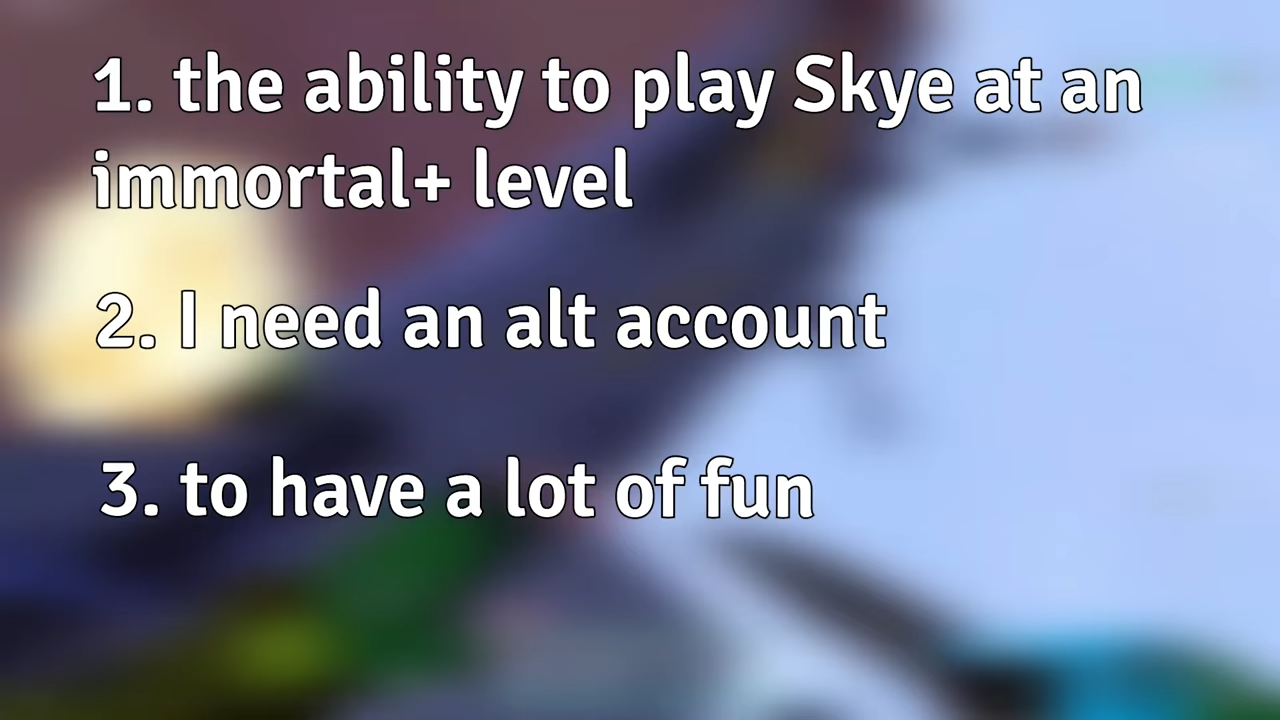 1. the ability to play Skye at an
immortal+ level
2. I need an alt account
3. to have a lot of fun